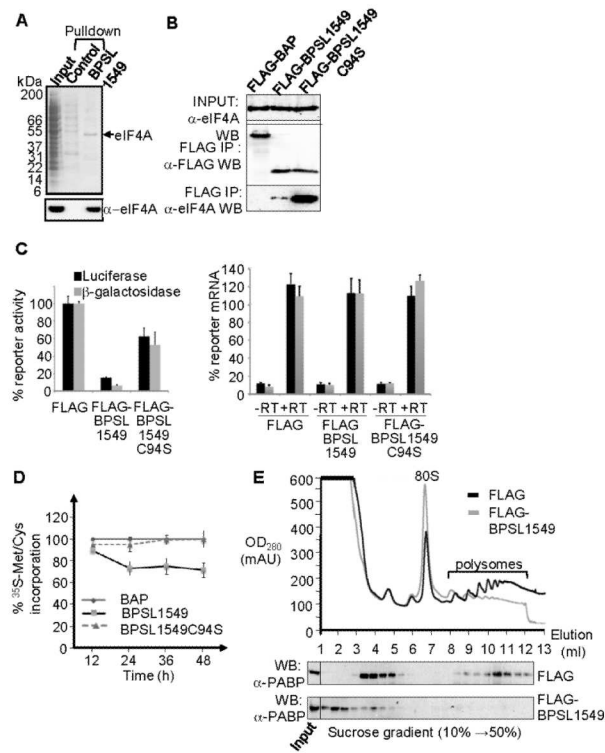 A
Pulldown
Input
Control
BPSL
1549
kDa
200
66
55
37
31
22
14
6
eIF4A
α-eIF4A
B
FLAG-BAP
FLAG-BPSL1549
FLAG-BPSL1549
C94S
INPUT:
α-eIF4A
WB
FLAG IP :
α-FLAG WB
FLAG IP:
α-eIF4A WB
C
Luciferase
β-galactosidase
% reporter activity
100
80
60
40
20
0
FLAG
FLAG-
BPSL
1549
FLAG-
BPSL
1549
C94S
% reporter mRNA
140
120
100
80
60
40
20
0
-RT +RT -RT +RT -RT +RT
FLAG
FLAG
BPSL
1549
FLAG-
BPSL1549
C94S
D
% ³⁵S-Met/Cys
incorporation
120
100
80
60
40
20
0
BAP
BPSL1549
BPSL1549C94S
12 24 36 48
Time (h)
E
80S
FLAG
FLAG-
BPSL1549
600
500
400
300
200
100
0
OD₂₈₀
(mAU)
polysomes
Elution
(ml)
1 2 3 4 5 6 7 8 9 10 11 12 13
WB:
α-PABP
FLAG
WB:
α-PABP
FLAG-
BPSL1549
Input
Sucrose gradient (10% →50%)